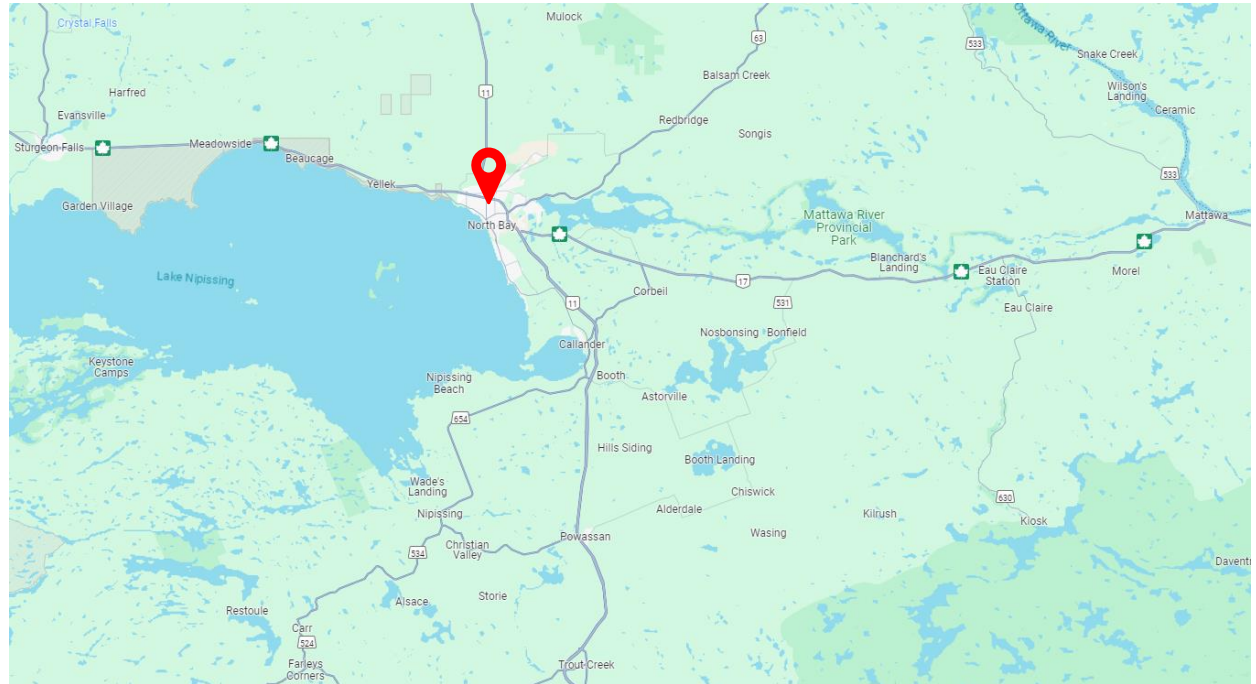 Mulock
Crystal Falls
63
533
Ottawa River
Snake Creek
Balsam Creek
Harfred
11
Wilson's
Landing
Evansville
Ceramic
Redbridge
Songis
Sturgeon Falls
Meadowside
Beaucage
533
Yellek
Garden Village
North Bay
Mattawa River
Provincial
Park
Mattawa
Blanchard's
Landing
Eau Claire
Station
Morel
Lake Nipissing
17
Corbeil
11
531
Eau Claire
Nosbonsing
Bonfield
Callander
Keystone
Camps
Nipissing
Beach
Booth
Astorville
654
Hills Siding
Booth Landing
Wade's
Landing
Chiswick
630
Nipissing
Alderdale
Kilrush
Kiosk
Powassan
Wasing
Christian
Valley
534
Davent
Storie
Alsace
Restoule
Carr
524
Farleys
Corners
Trout Creek